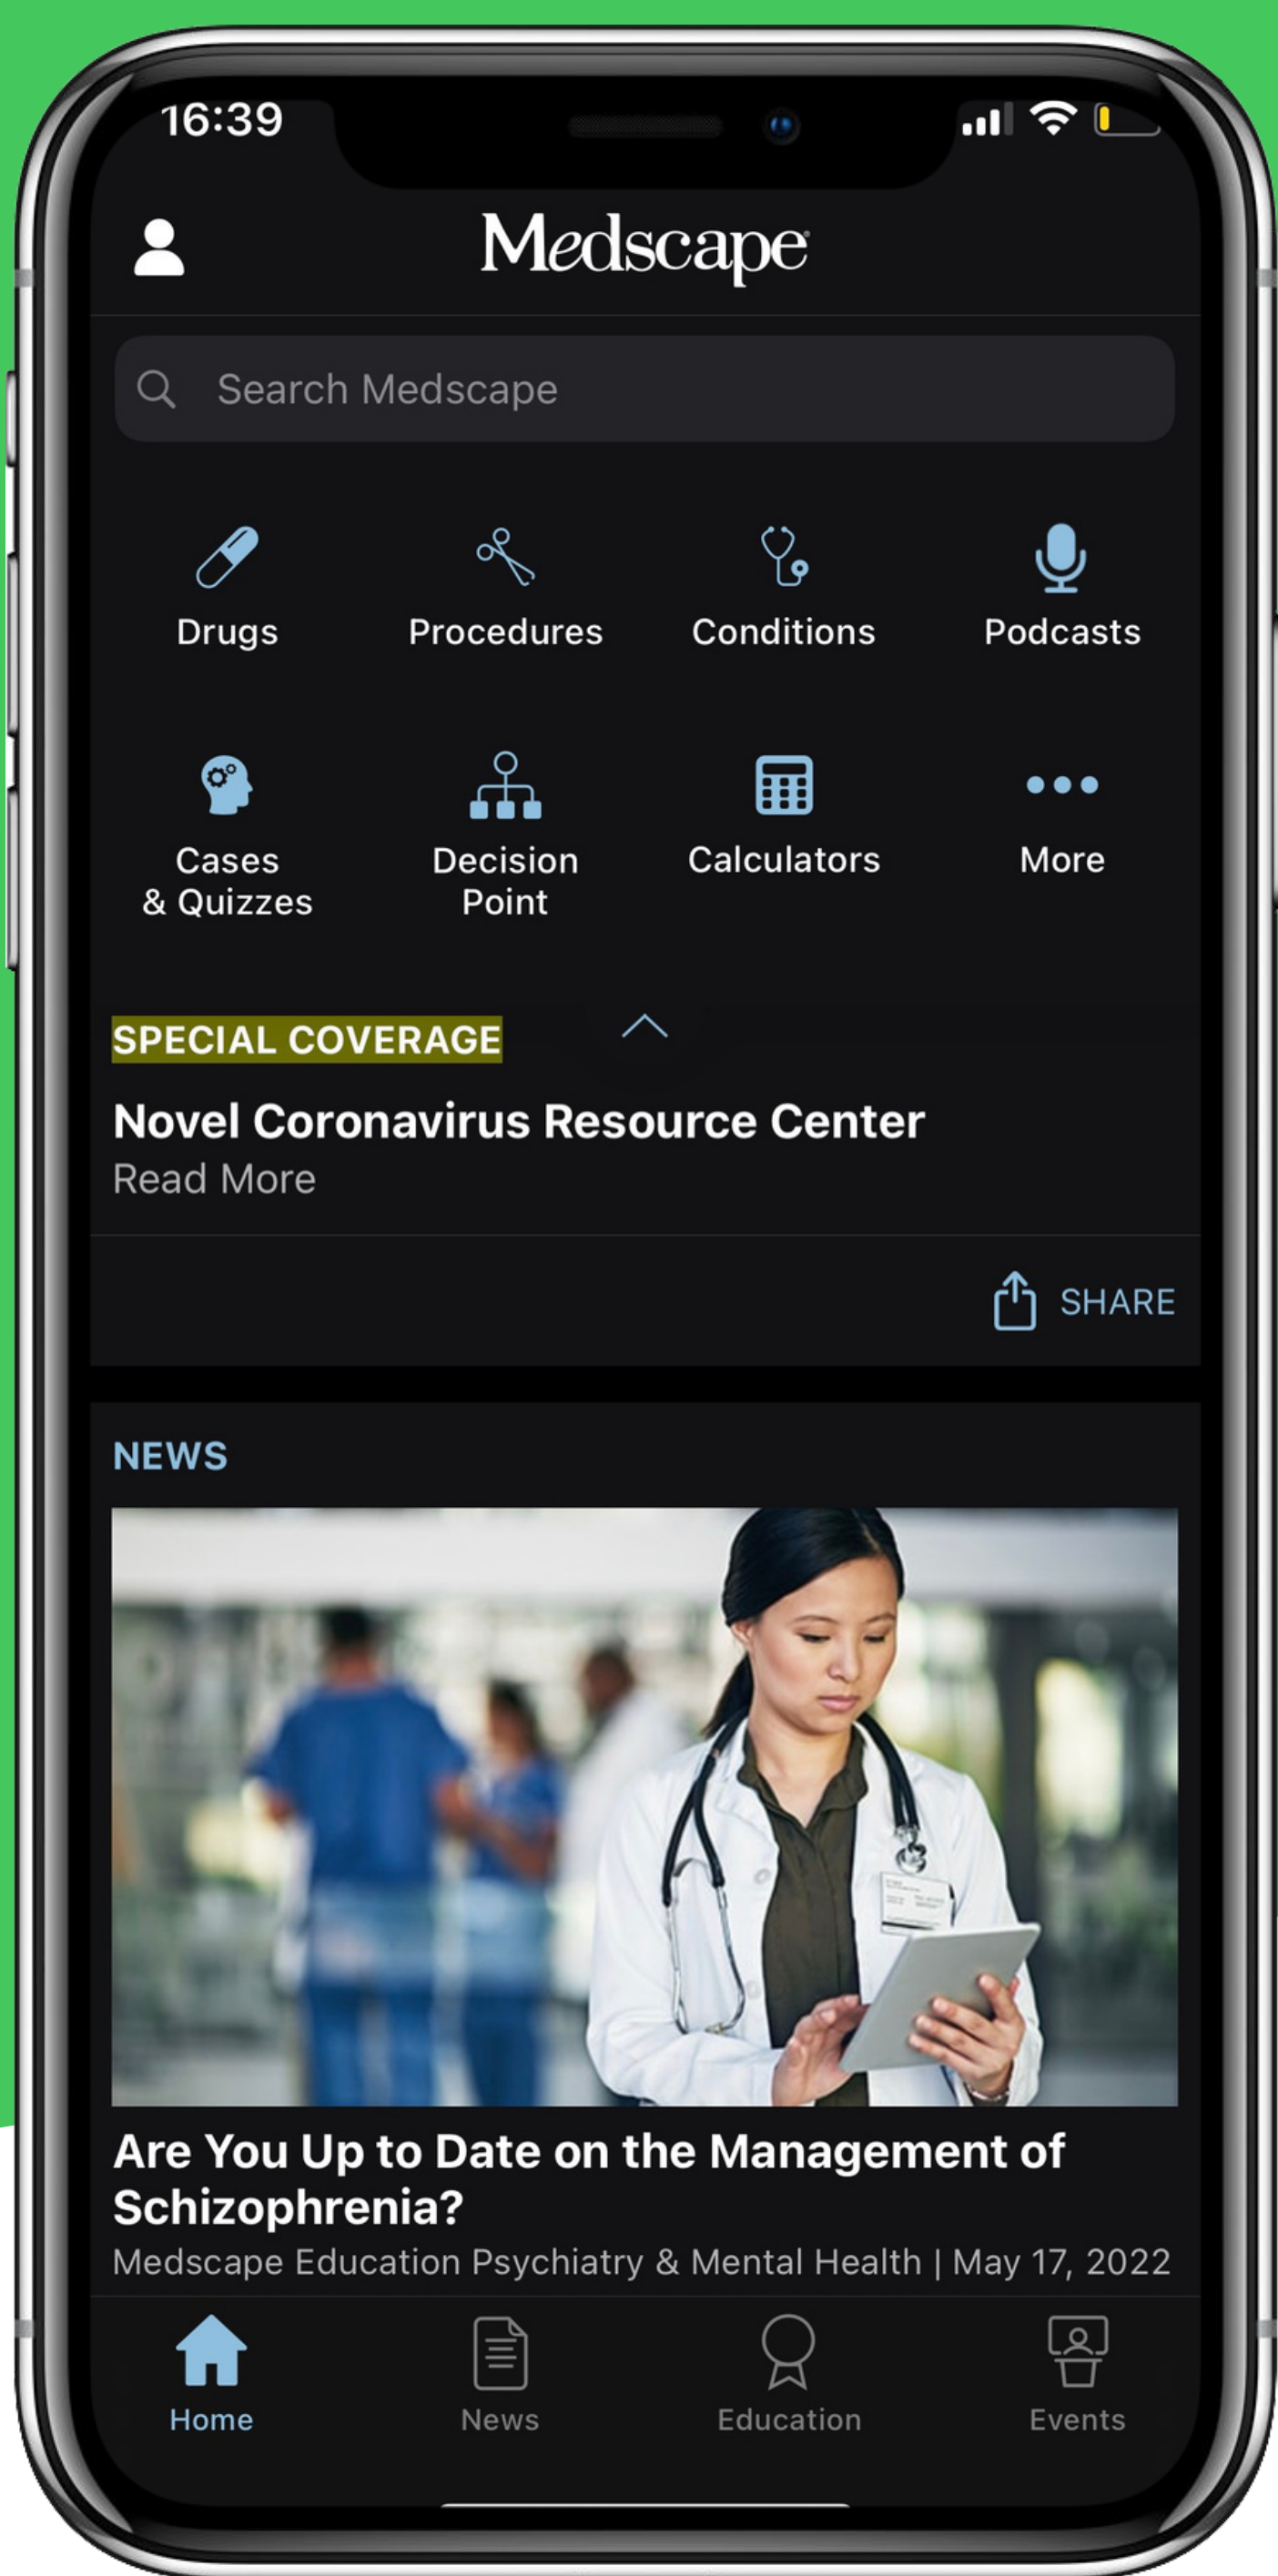 16:39
Medscape
Search Medscape
Drugs
Procedures
Conditions
Podcasts
Cases
& Quizzes
Decision
Point
Calculators
More
SPECIAL COVERAGE
Novel Coronavirus Resource Center
Read More
SHARE
NEWS
Are You Up to Date on the Management of
Schizophrenia?
Medscape Education Psychiatry & Mental Health | May 17, 2022
Home
News
Education
Events